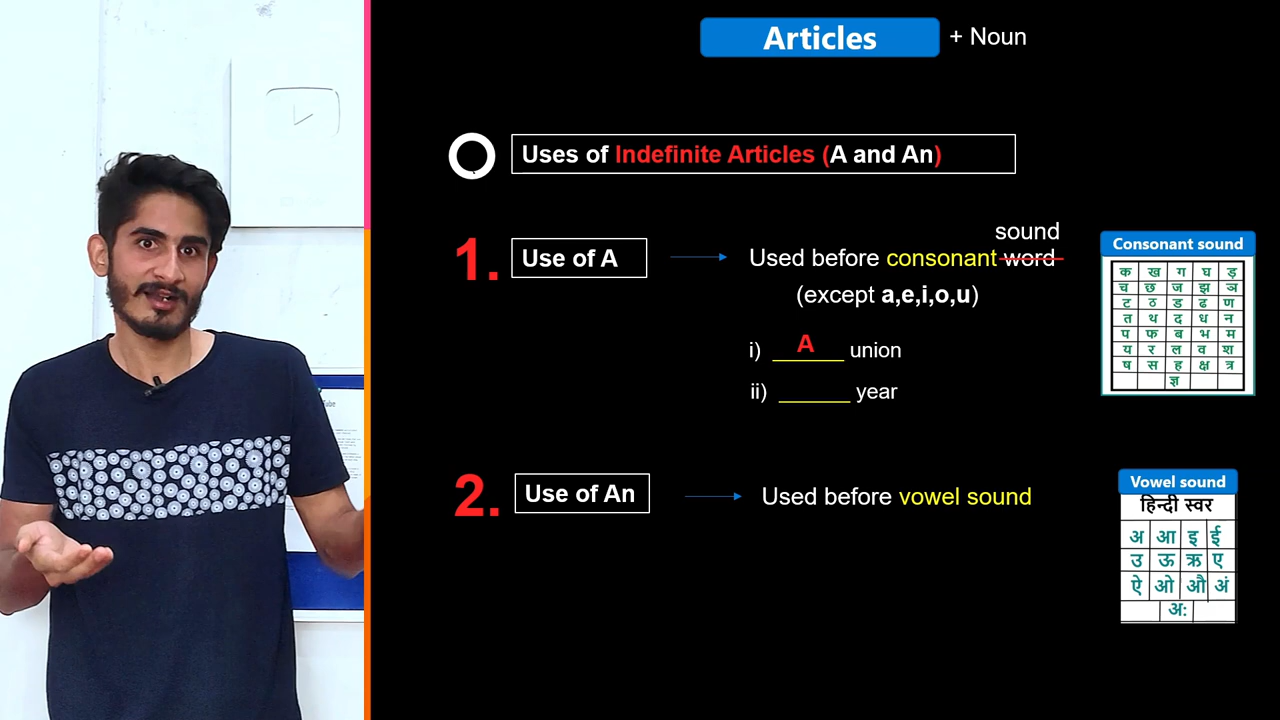 Articles + Noun
Uses of Indefinite Articles (A and An)
1. Use of A
Used before consonant word
sound
(except a,e,i,o,u)
i) A union
ii) ______ year
Consonant sound
क ख ग घ ड़
च छ ज झ ञ
ट ठ ड ढ ण
त थ द ध न
प फ ब भ म
य र ल व श
ष स ह क्ष त्र
ज्ञ
2. Use of An
Used before vowel sound
Vowel sound
हिन्दी स्वर
अ आ इ ई
उ ऊ ऋ ए
ऐ ओ औ अं
अ: